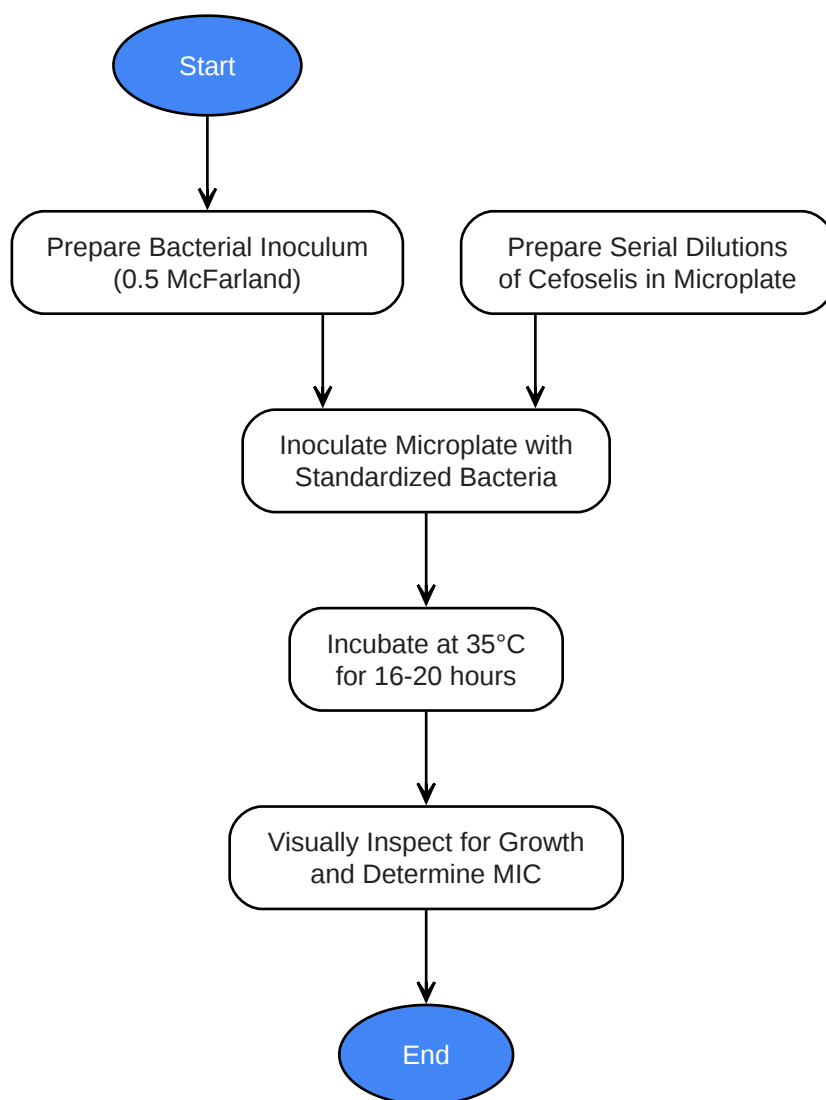 Start
Prepare Bacterial Inoculum
(0.5 McFarland)
Prepare Serial Dilutions
of Cefoselis in Microplate
Inoculate Microplate with
Standardized Bacteria
Incubate at 35°C
for 16-20 hours
Visually Inspect for Growth
and Determine MIC
End